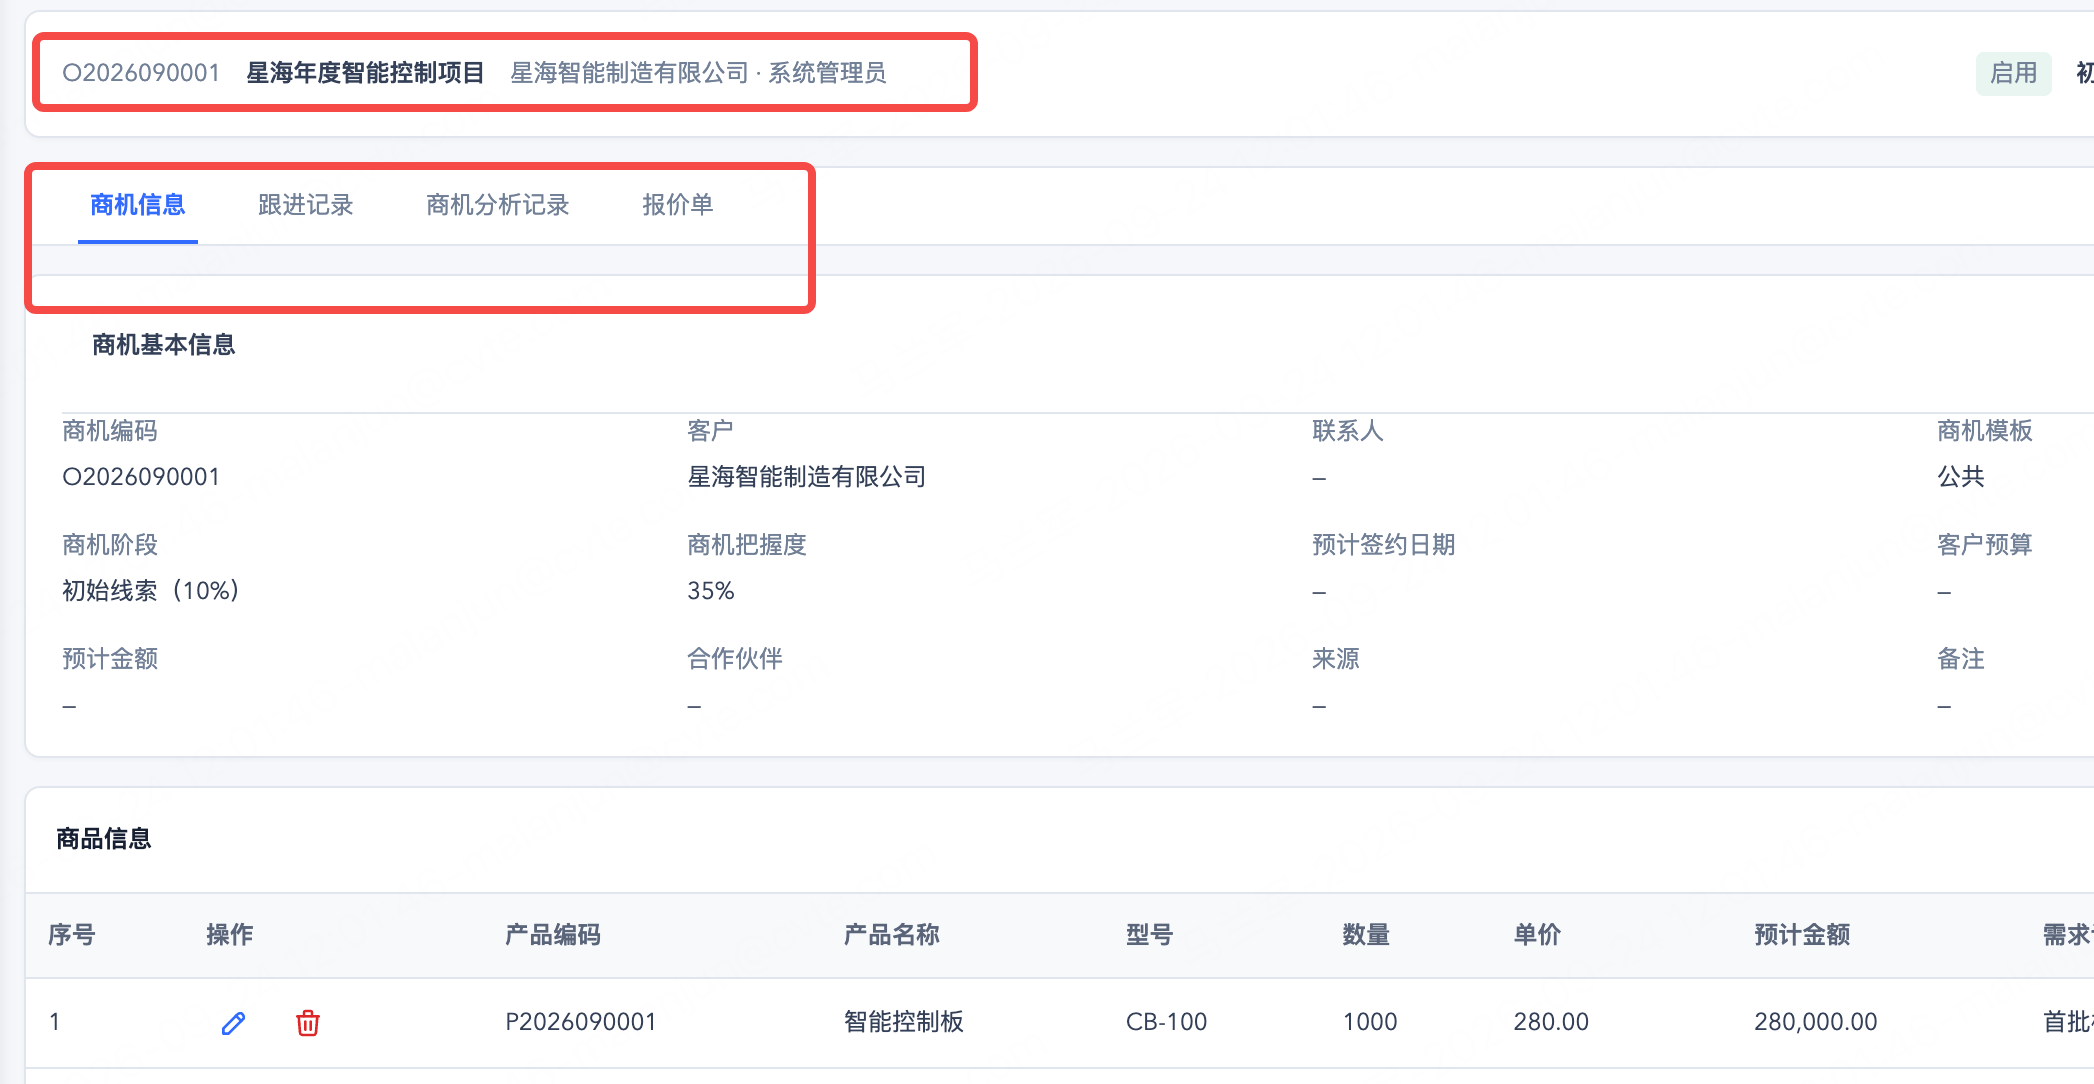 O2026090001 星海年度智能控制项目 星海智能制造有限公司 · 系统管理员 启用 初
商机信息 跟进记录 商机分析记录 报价单
商机基本信息
商机编码 客户 联系人 商机模板
O2026090001 星海智能制造有限公司 – 公共
商机阶段 商机把握度 预计签约日期 客户预算
初始线索（10%） 35% – –
预计金额 合作伙伴 来源 备注
– – – –
商品信息
序号 操作 产品编码 产品名称 型号 数量 单价 预计金额 需求
1 P2026090001 智能控制板 CB-100 1000 280.00 280,000.00 首批